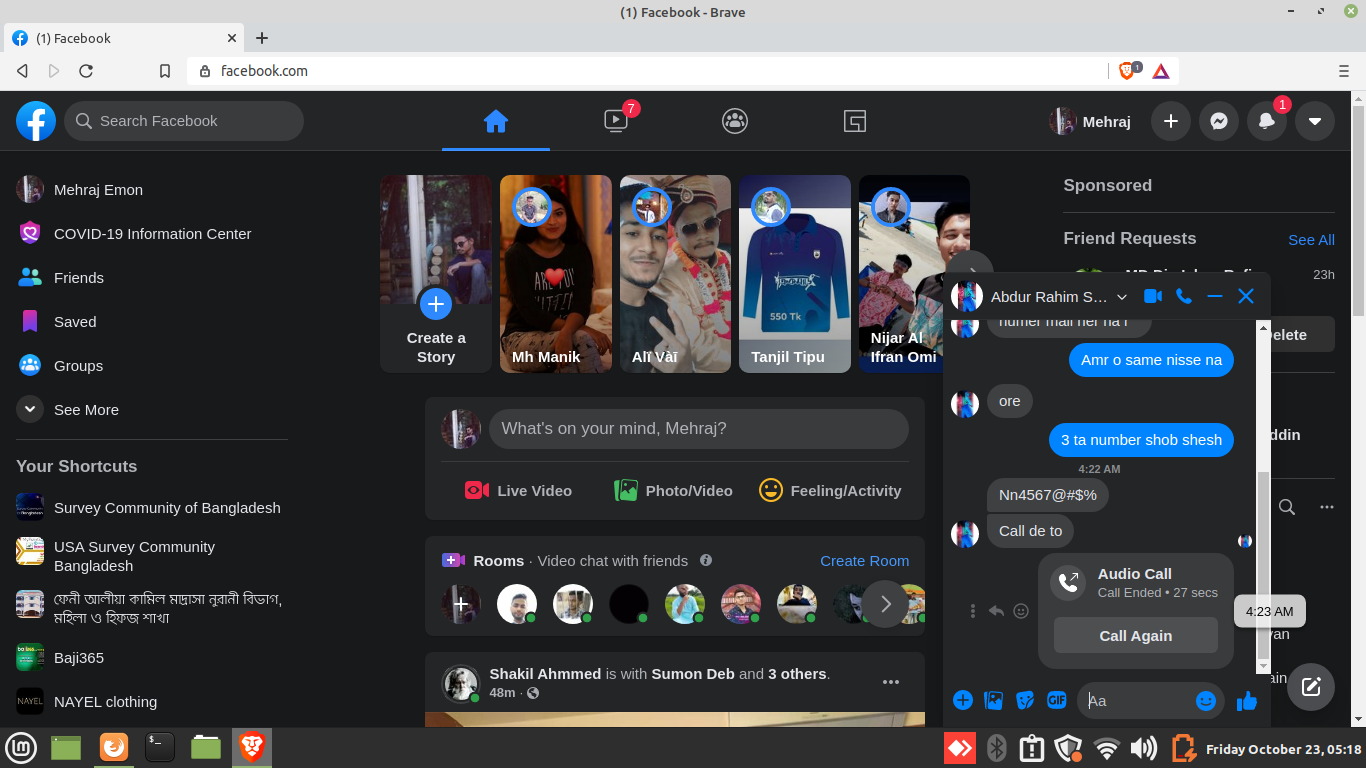 (1) Facebook - Brave
(1) Facebook
facebook.com
1
Search Facebook
7
Mehraj
1
Mehraj Emon
COVID-19 Information Center
Friends
Saved
Groups
See More
Your Shortcuts
Survey Community of Bangladesh
USA Survey Community
Bangladesh
ফেনী আলীয়া কামিল মাদ্রাসা নুরানী বিভাগ,
মহিলা ও হিফজ শাখা
Baji365
NAYEL clothing
Create a
Story
Mh Manik
Alî Vàî
550 Tk
Tanjil Tipu
Nijar Al
Ifran Omi
What's on your mind, Mehraj?
Live Video
Photo/Video
Feeling/Activity
Rooms · Video chat with friends
Create Room
Shakil Ahmmed is with Sumon Deb and 3 others.
48m ·
Sponsored
Friend Requests
See All
23h
elete
ddin
Abdur Rahim S...
Amr o same nisse na
ore
3 ta number shob shesh
4:22 AM
Nn4567@#$%
Call de to
Audio Call
Call Ended • 27 secs
4:23 AM
Call Again
van
ain
GIF
Aa
Friday October 23, 05:18